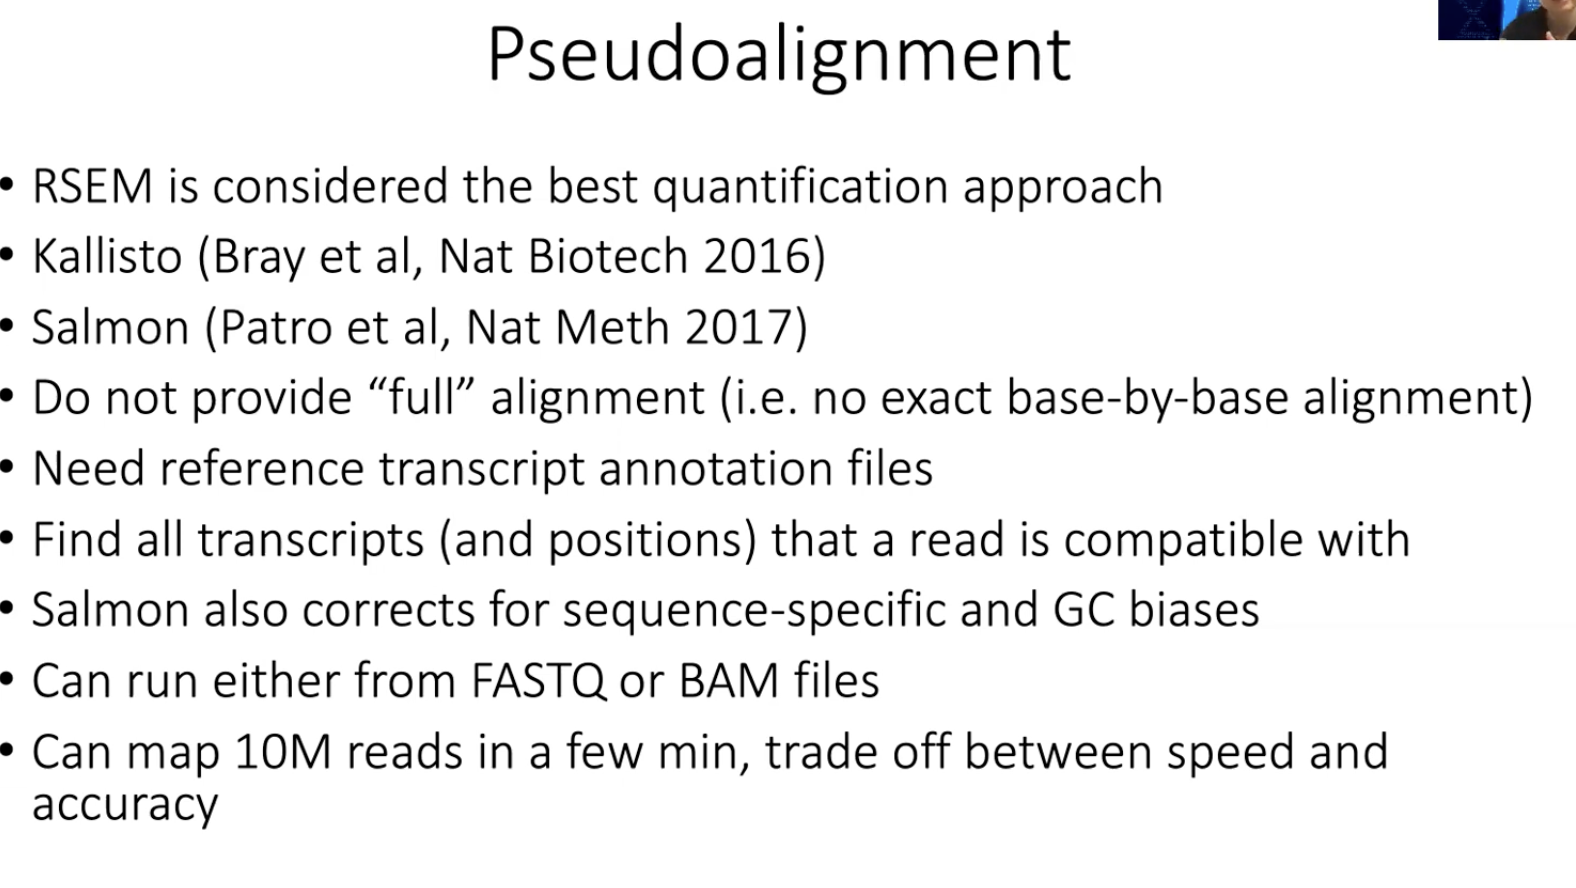 Pseudoalignment
• RSEM is considered the best quantification approach
• Kallisto (Bray et al, Nat Biotech 2016)
• Salmon (Patro et al, Nat Meth 2017)
• Do not provide “full” alignment (i.e. no exact base-by-base alignment)
• Need reference transcript annotation files
• Find all transcripts (and positions) that a read is compatible with
• Salmon also corrects for sequence-specific and GC biases
• Can run either from FASTQ or BAM files
• Can map 10M reads in a few min, trade off between speed and
accuracy